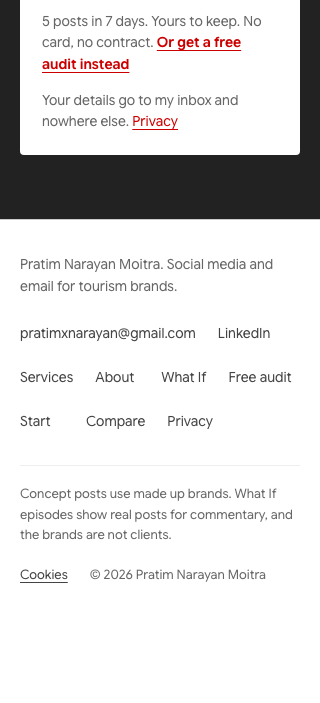 5 posts in 7 days. Yours to keep. No
card, no contract. Or get a free
audit instead
Your details go to my inbox and
nowhere else. Privacy
Pratim Narayan Moitra. Social media and
email for tourism brands.
pratimxnarayan@gmail.com LinkedIn
Services About What If Free audit
Start Compare Privacy
Concept posts use made up brands. What If
episodes show real posts for commentary, and
the brands are not clients.
Cookies © 2026 Pratim Narayan Moitra